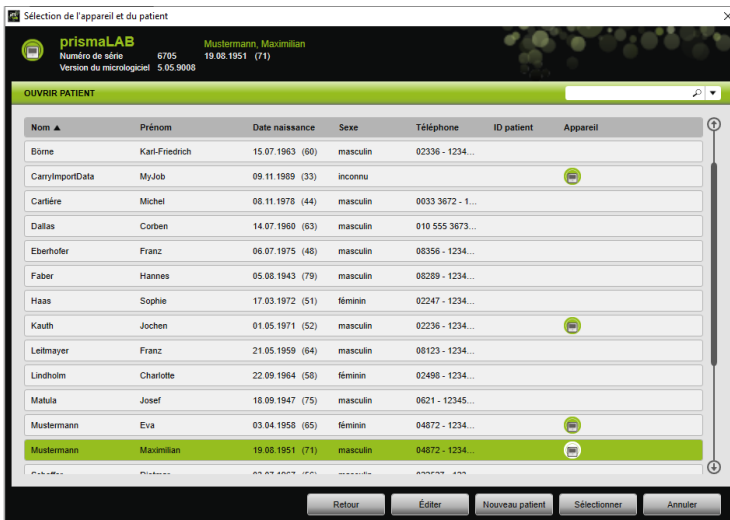 Sélection de l'appareil et du patient
prismaLAB
Numéro de série 6705
Version du micrologiciel 5.05.9008
Mustermann, Maximilian
19.08.1951 (71)
OUVRIR PATIENT
Nom ▲ Prénom Date naissance Sexe Téléphone ID patient Appareil
Börne Karl-Friedrich 15.07.1963 (60) masculin 02336 - 1234...
CarryImportData MyJob 09.11.1989 (33) inconnu
Cartiére Michel 08.11.1978 (44) masculin 0033 3672 - 1...
Dallas Corben 14.07.1960 (63) masculin 010 555 3673...
Eberhofer Franz 06.07.1975 (48) masculin 08356 - 1234...
Faber Hannes 05.08.1943 (79) masculin 08289 - 1234...
Haas Sophie 17.03.1972 (51) féminin 02247 - 1234...
Kauth Jochen 01.05.1971 (52) masculin 02236 - 1234...
Leitmayer Franz 21.05.1959 (64) masculin 08123 - 1234...
Lindholm Charlotte 22.09.1964 (58) féminin 02498 - 1234...
Matula Josef 18.09.1947 (75) masculin 0621 - 12345...
Mustermann Eva 03.04.1958 (65) féminin 04872 - 1234...
Mustermann Maximilian 19.08.1951 (71) masculin 04872 - 1234...
Retour Éditer Nouveau patient Sélectionner Annuler